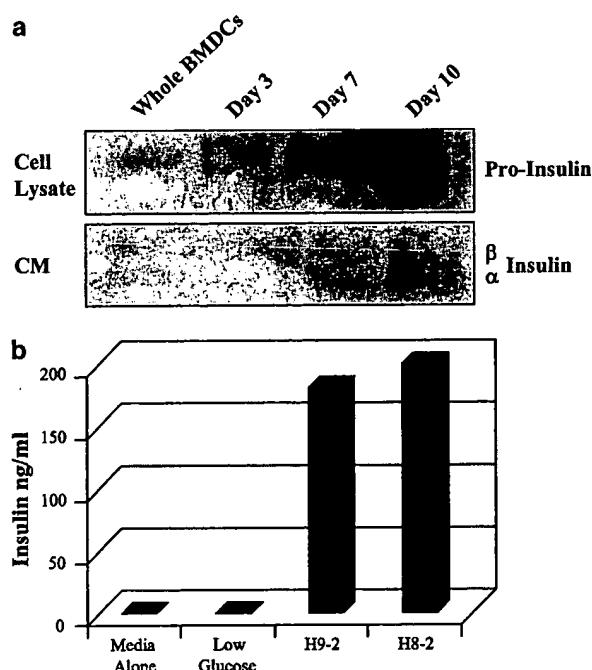 a
Whole BMDCs
Day 3
Day 7
Day 10
Cell
Lysate
Pro-Insulin
CM
β
α
Insulin
b
Insulin ng/ml
200
150
100
50
0
Media
Alone
Low
Glucose
H9-2
H8-2